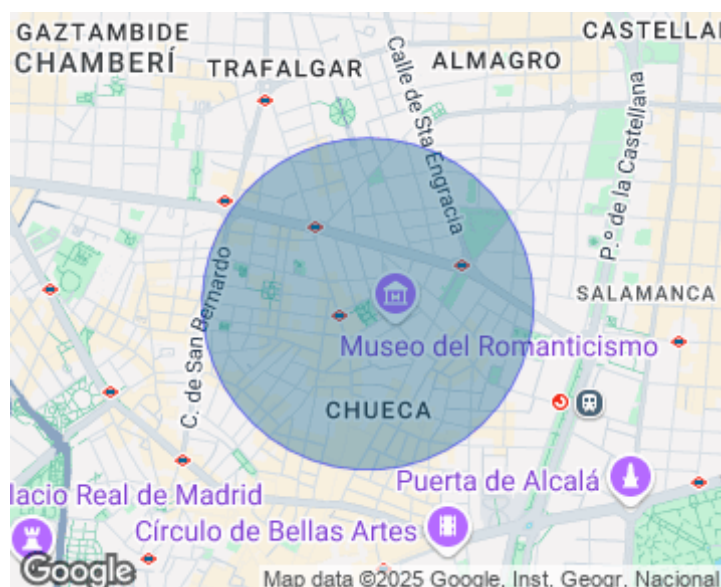 GAZTAMBIDE
CASTELLAI
CHAMBERÍ
TRAFALGAR
ALMAGRO
Calle de Sta Engracia
P.º de la Castellana
C. de San Bernardo
SALAMANCA
Museo del Romanticismo
CHUECA
Puerta de Alcalá
lacio Real de Madrid
Círculo de Bellas Artes
Google
Map data ©2025 Google, Inst. Geogr. Nacional